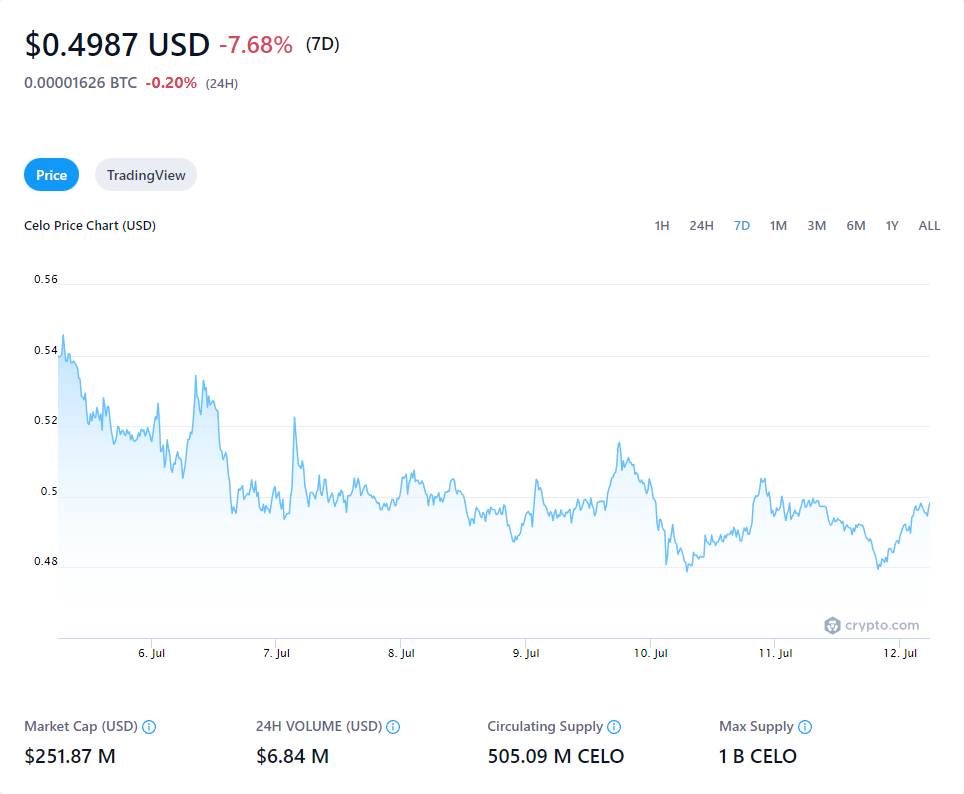 $0.4987 USD -7.68% (7D)
0.00001626 BTC -0.20% (24H)
Price TradingView
Celo Price Chart (USD) 1H 24H 7D 1M 3M 6M 1Y ALL
0.56
0.54
0.52
0.5
0.48
crypto.com
6. Jul 7. Jul 8. Jul 9. Jul 10. Jul 11. Jul 12. Jul
Market Cap (USD) 24H VOLUME (USD) Circulating Supply Max Supply
$251.87 M $6.84 M 505.09 M CELO 1 B CELO